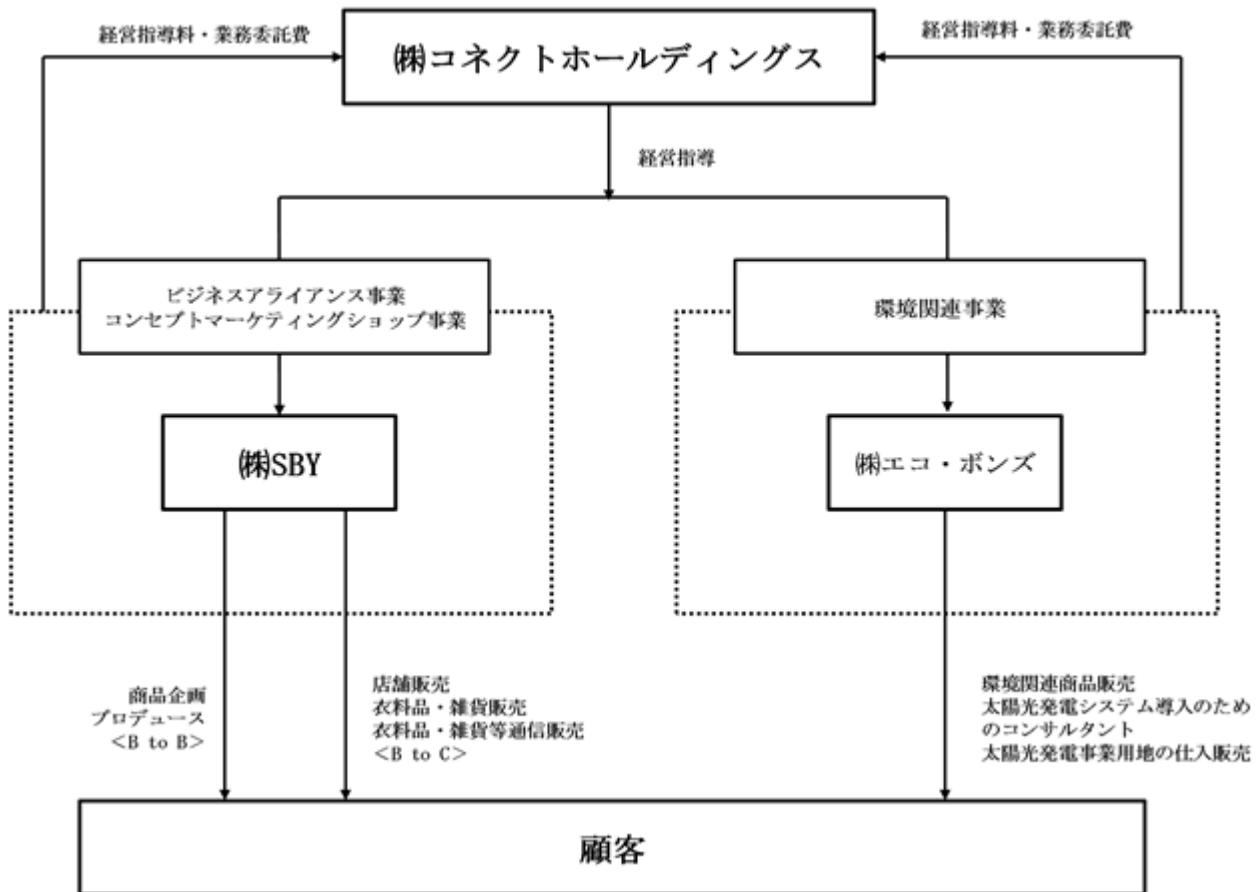 経営指導料・業務委託費
㈱コネクトホールディングス
経営指導料・業務委託費
経営指導
ビジネスアライアンス事業
コンセプトマーケティングショップ事業
環境関連事業
㈱SBY
㈱エコ・ボンズ
商品企画
プロデュース
<B to B>
店舗販売
衣料品・雑貨販売
衣料品・雑貨等通信販売
<B to C>
環境関連商品販売
太陽光発電システム導入のため
のコンサルタント
太陽光発電事業用地の仕入販売
顧客